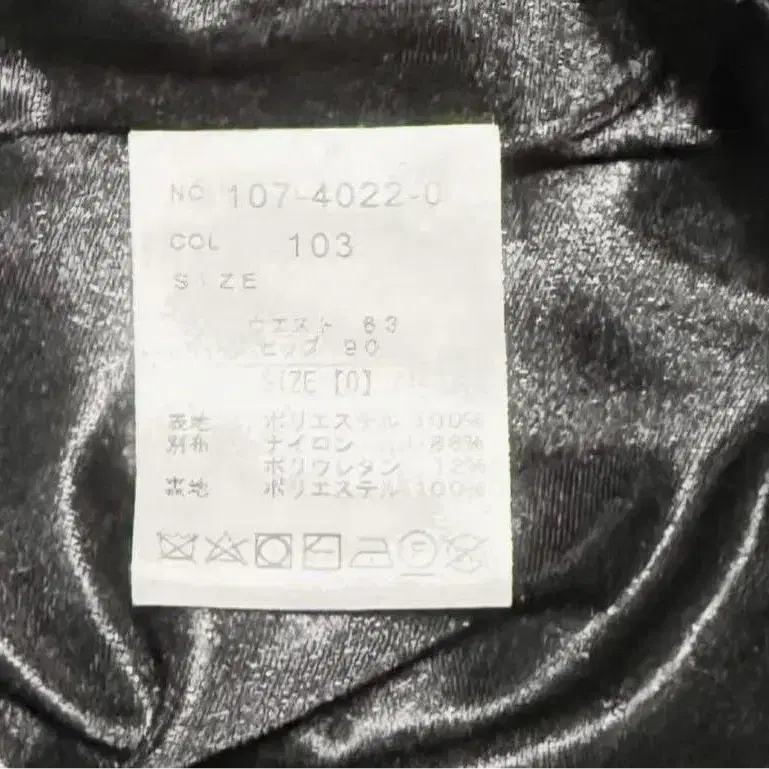 NO 107-4022-0
COL 103
SIZE
ウエスト 63
ヒップ 90
SIZE [0]
表地 ポリエステル 100%
別布 ナイロン 88%
ポリウレタン 12%
裏地 ポリエステル 100%
F